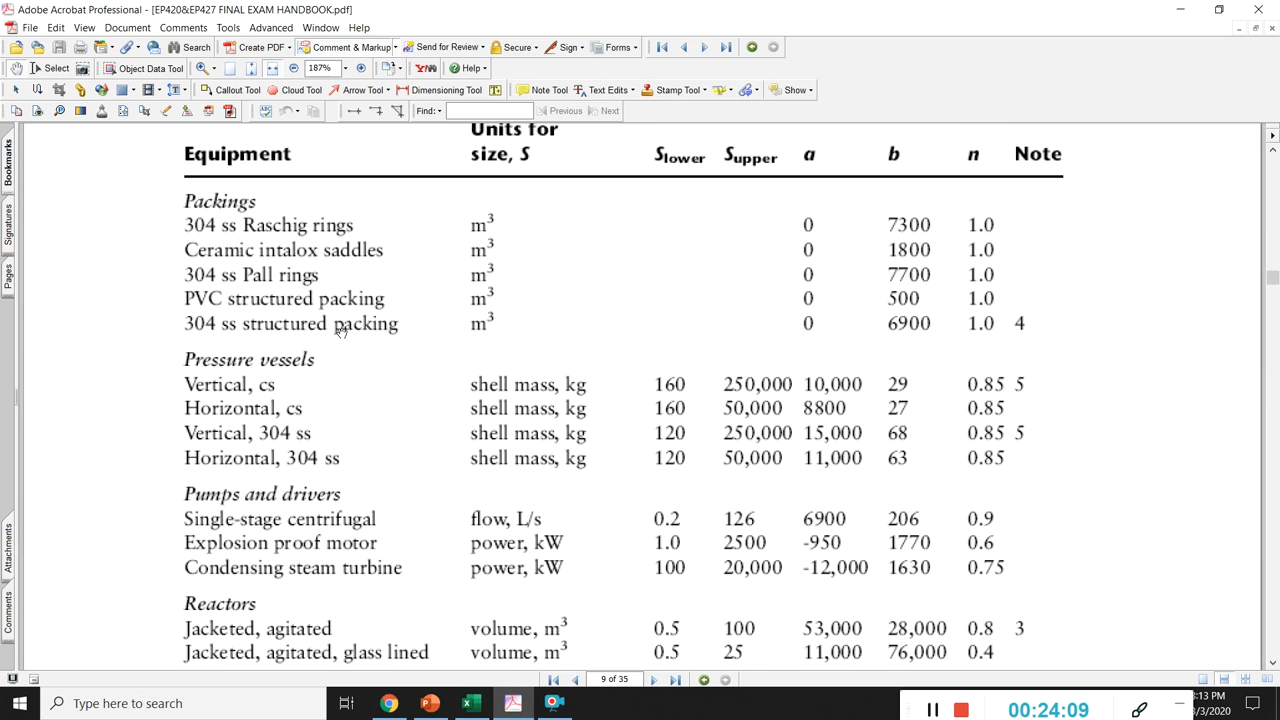 Adobe Acrobat Professional - [EP420&EP427 FINAL EXAM HANDBOOK.pdf]
File Edit View Document Comments Tools Advanced Window Help
Search Create PDF Comment & Markup Send for Review Secure Sign Forms
Select Object Data Tool 187% Help
Callout Tool Cloud Tool Arrow Tool Dimensioning Tool Note Tool Text Edits Stamp Tool Show
Find: Previous Next
Bookmarks
Signatures
Pages
Attachments
Comments
Units for
Equipment size, S Slower Supper a b n Note
Packings
304 ss Raschig rings m³ 0 7300 1.0
Ceramic intalox saddles m³ 0 1800 1.0
304 ss Pall rings m³ 0 7700 1.0
PVC structured packing m³ 0 500 1.0
304 ss structured packing m³ 0 6900 1.0 4
Pressure vessels
Vertical, cs shell mass, kg 160 250,000 10,000 29 0.85 5
Horizontal, cs shell mass, kg 160 50,000 8800 27 0.85
Vertical, 304 ss shell mass, kg 120 250,000 15,000 68 0.85 5
Horizontal, 304 ss shell mass, kg 120 50,000 11,000 63 0.85
Pumps and drivers
Single-stage centrifugal flow, L/s 0.2 126 6900 206 0.9
Explosion proof motor power, kW 1.0 2500 -950 1770 0.6
Condensing steam turbine power, kW 100 20,000 -12,000 1630 0.75
Reactors
Jacketed, agitated volume, m³ 0.5 100 53,000 28,000 0.8 3
Jacketed, agitated, glass lined volume, m³ 0.5 25 11,000 76,000 0.4
9 of 35
Type here to search
:13 PM
/3/2020
00:24:09